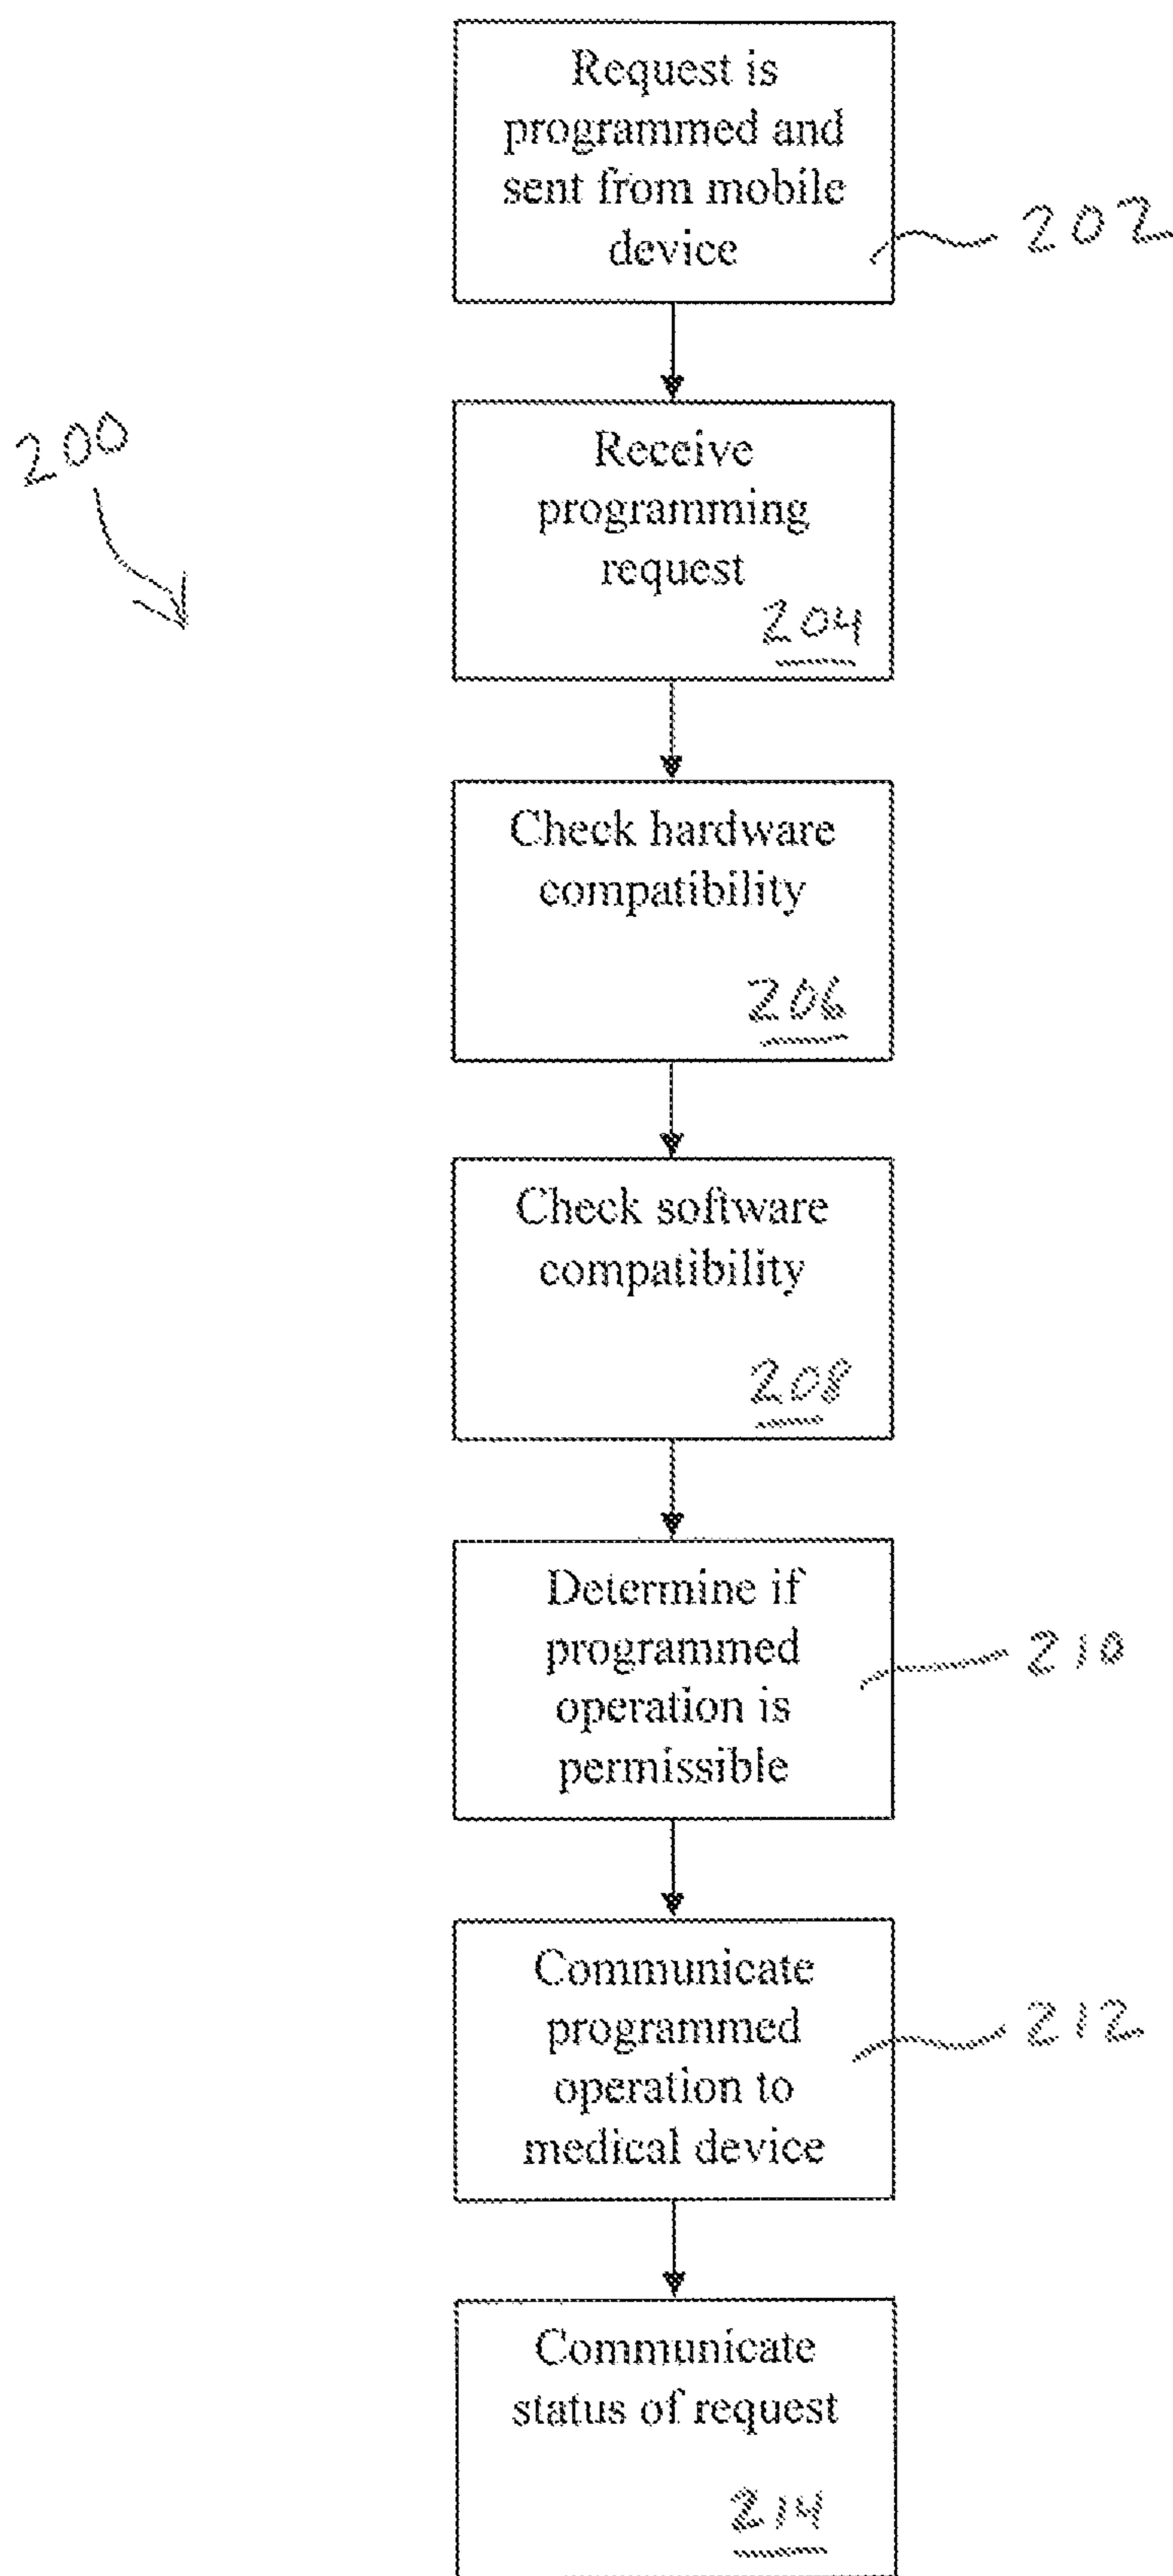 Request is
programmed and
sent from mobile
device
202
200
Receive
programming
request
204
Check hardware
compatibility
206
Check software
compatibility
208
Determine if
programmed
operation is
permissible
210
Communicate
programmed
operation to
medical device
212
Communicate
status of request
214